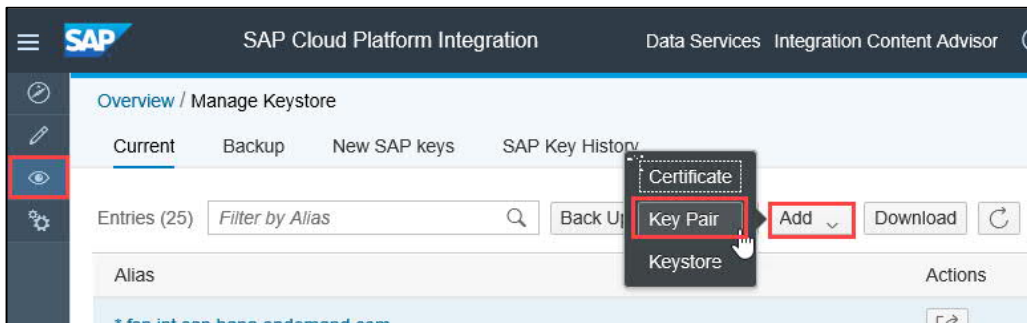 SAP SAP Cloud Platform Integration Data Services Integration Content Advisor
Overview / Manage Keystore
Current Backup New SAP keys SAP Key History
Certificate
Entries (25) Filter by Alias Back Key Pair Add Download
Keystore
Alias Actions